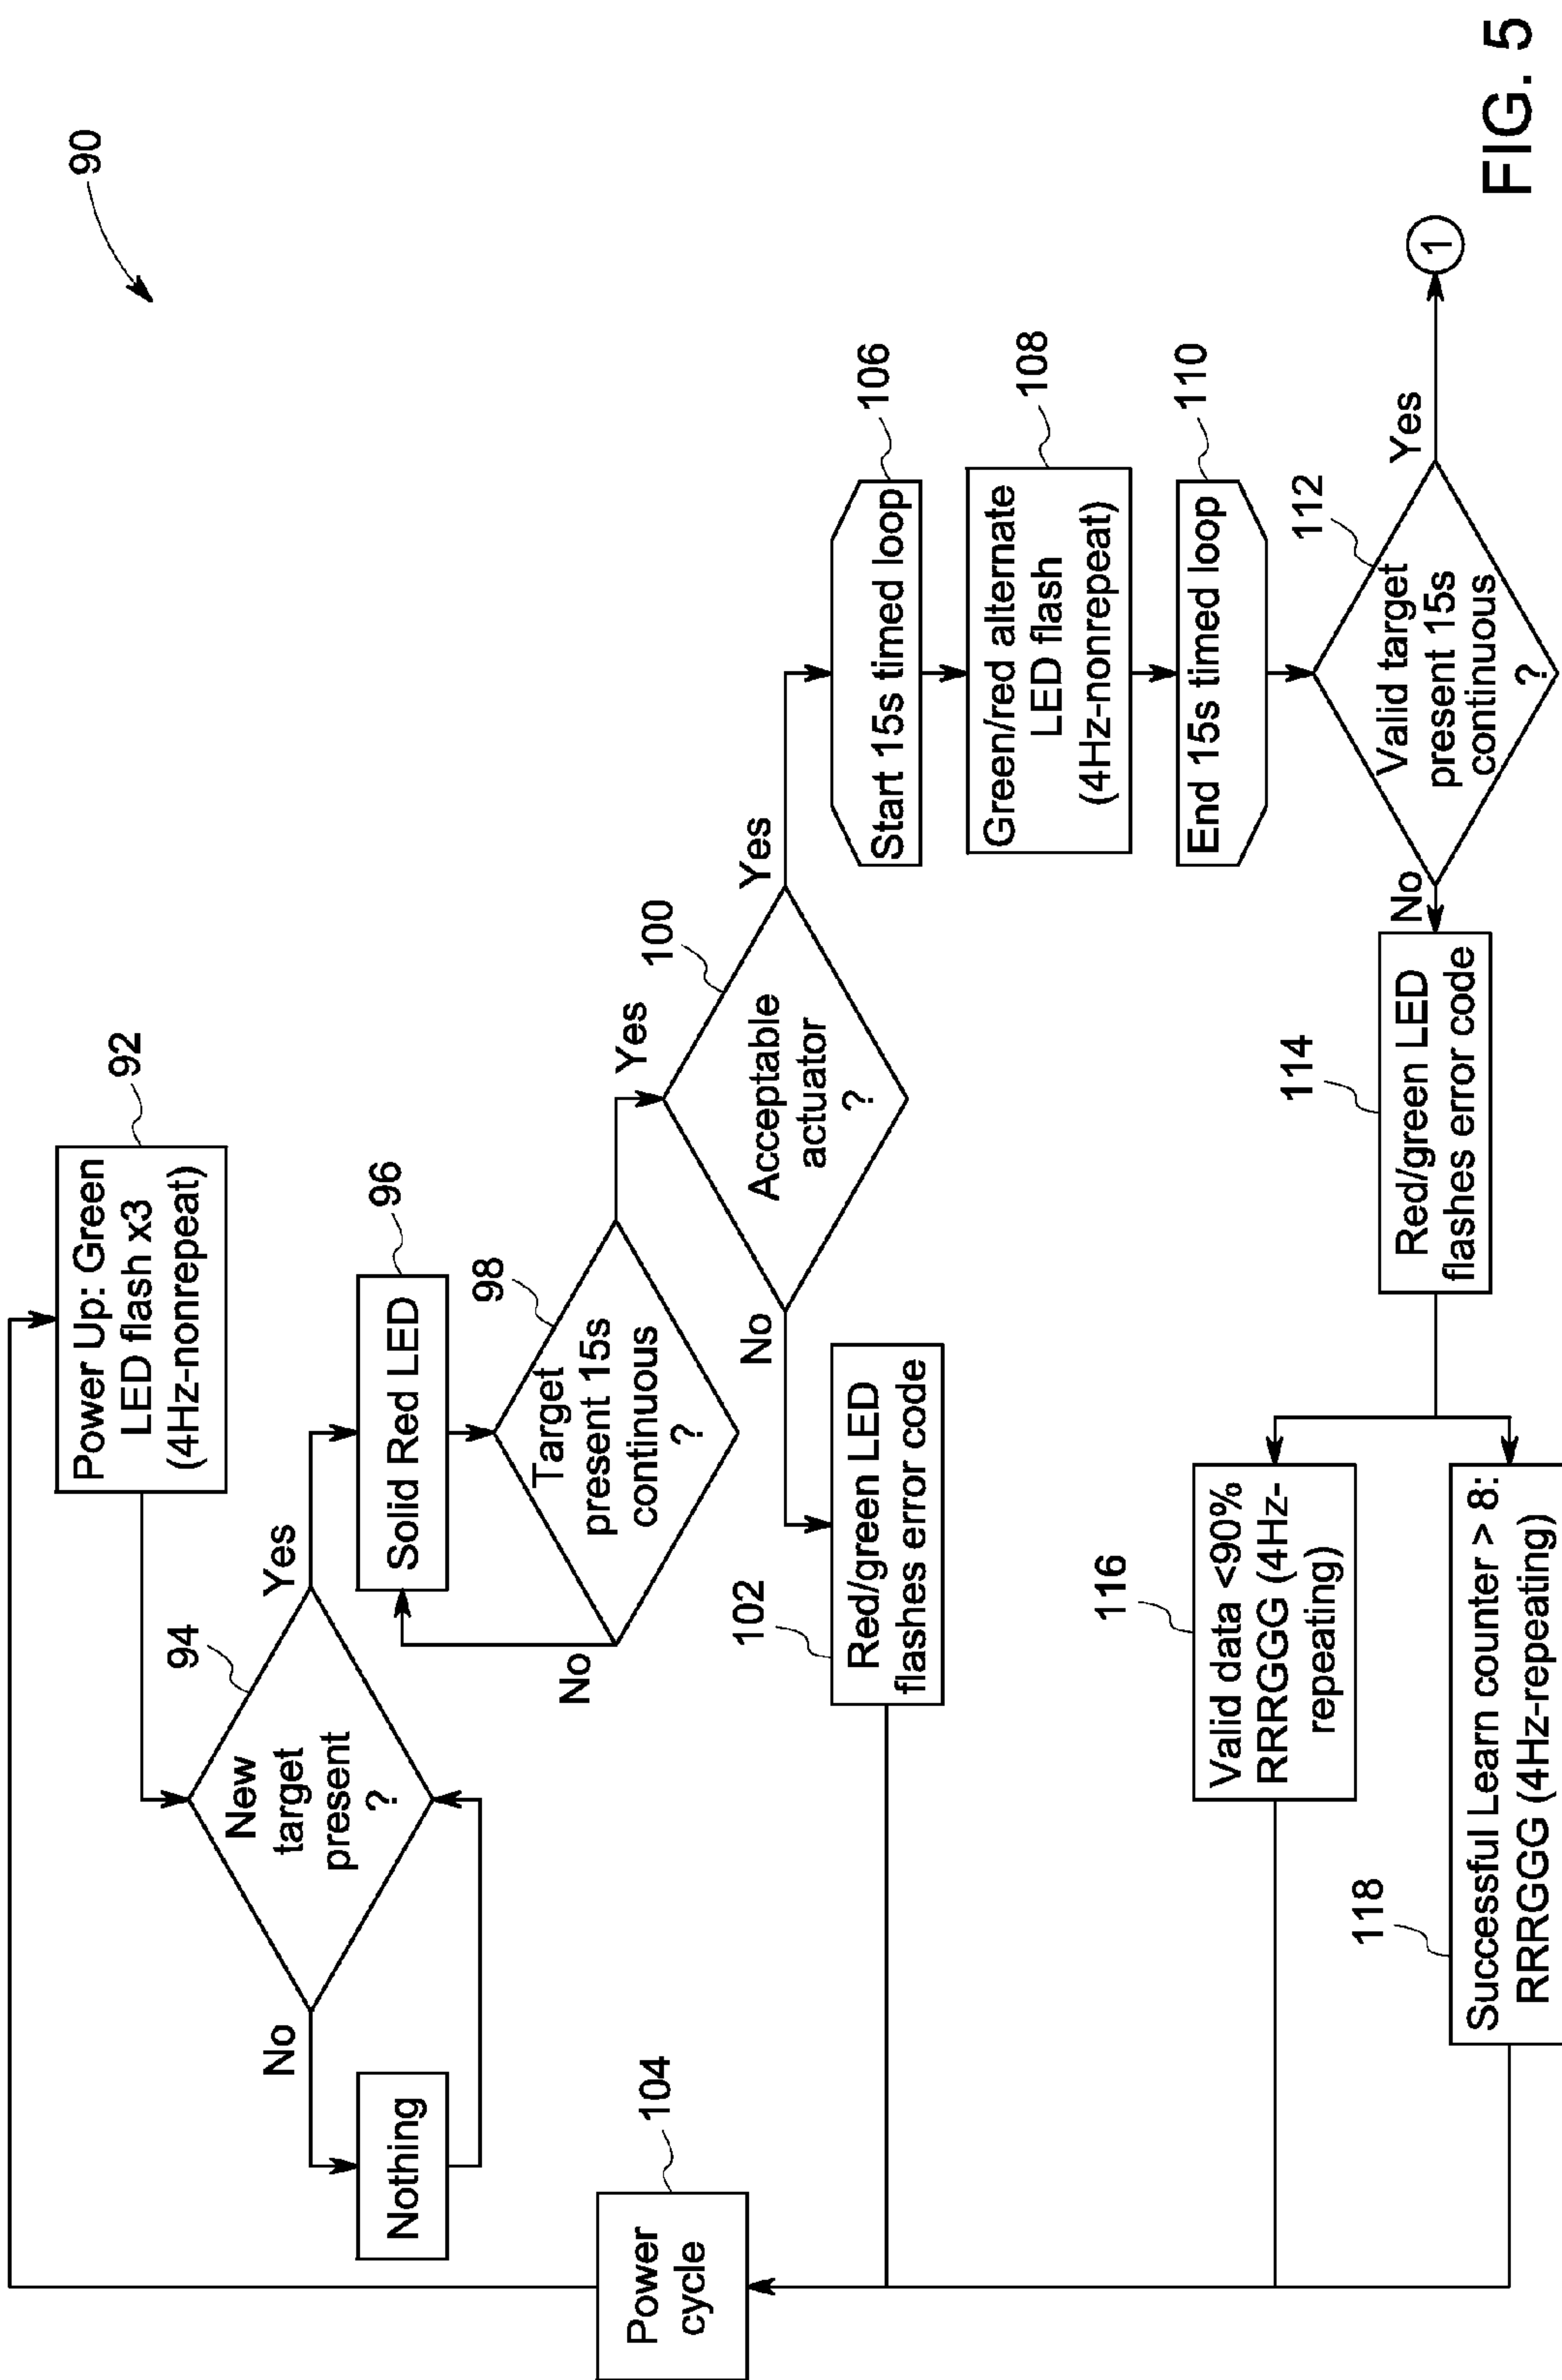 90
92
Power Up: Green
LED flash x3
(4Hz-nonrepeat)
94
New
target
present
?
No
Yes
Nothing
96
Solid Red LED
98
Target
present 15s
continuous
?
No
Yes
100
Acceptable
actuator
?
No
Yes
102
Red/green LED
flashes error code
104
Power
cycle
106
Start 15s timed loop
108
Green/red alternate
LED flash
(4Hz-nonrepeat)
110
End 15s timed loop
112
Valid target
present 15s
continuous
?
No
Yes
1
114
Red/green LED
flashes error code
116
Valid data <90%
RRRGGG (4Hz-
repeating)
118
Successful Learn counter > 8:
RRRGGG (4Hz-repeating)
FIG. 5